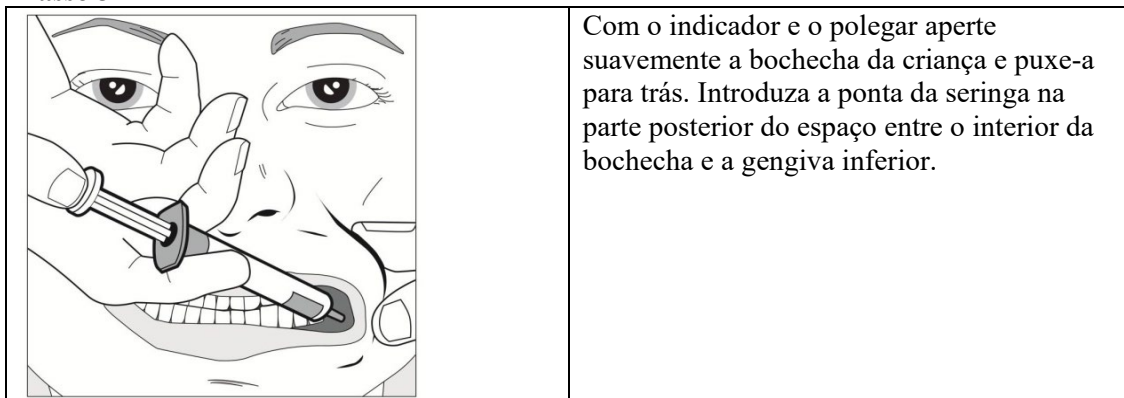 Com o indicador e o polegar aperte
suavemente a bochecha da criança e puxe-a
para trás. Introduza a ponta da seringa na
parte posterior do espaço entre o interior da
bochecha e a gengiva inferior.